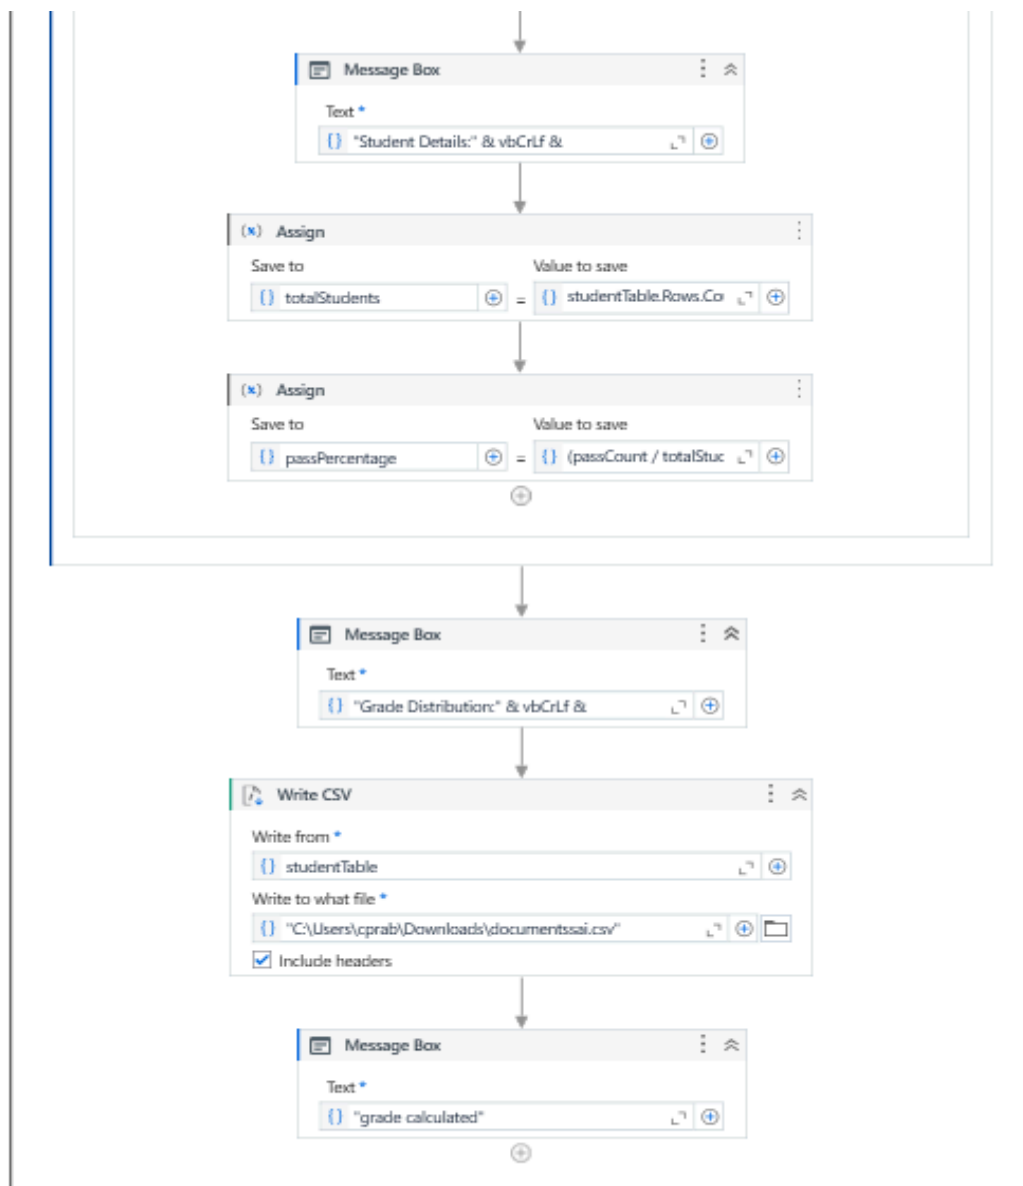 Message Box
Text *
"Student Details:" & vbCrLf &
Assign
Save to
Value to save
totalStudents = studentTable.Rows.Co
Assign
Save to
Value to save
passPercentage = (passCount / totalStuc
Message Box
Text *
"Grade Distribution:" & vbCrLf &
Write CSV
Write from *
studentTable
Write to what file *
"C:\Users\cprab\Downloads\documentssai.csv"
Include headers
Message Box
Text *
"grade calculated"